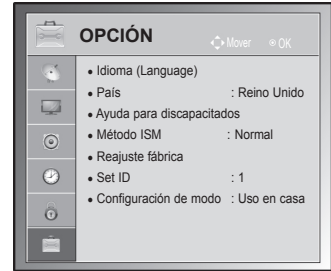 OPCIÓN Mover OK
• Idioma (Language)
• País : Reino Unido
• Ayuda para discapacitados
• Método ISM : Normal
• Reajuste fábrica
• Set ID : 1
• Configuración de modo : Uso en casa